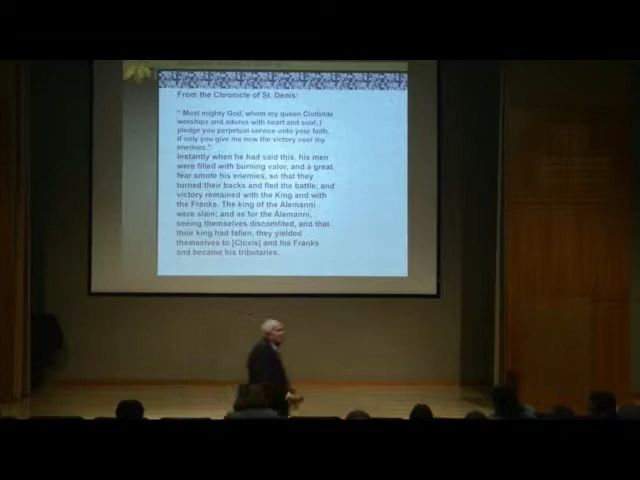 From the Chronicle of St. Denis:
" Most mighty God, whom my queen Clothilde
worships and adores with heart and soul, I
pledge you perpetual service unto your faith,
if only you give me now the victory over my
enemies."
Instantly when he had said this, his men
were filled with burning valor, and a great
fear smote his enemies, so that they
turned their backs and fled the battle; and
victory remained with the King and with
the Franks. The king of the Alemanni
were slain; and as for the Alemanni,
seeing themselves discomfited, and that
their king had fallen, they yielded
themselves to [Clovis] and his Franks
and became his tributaries.